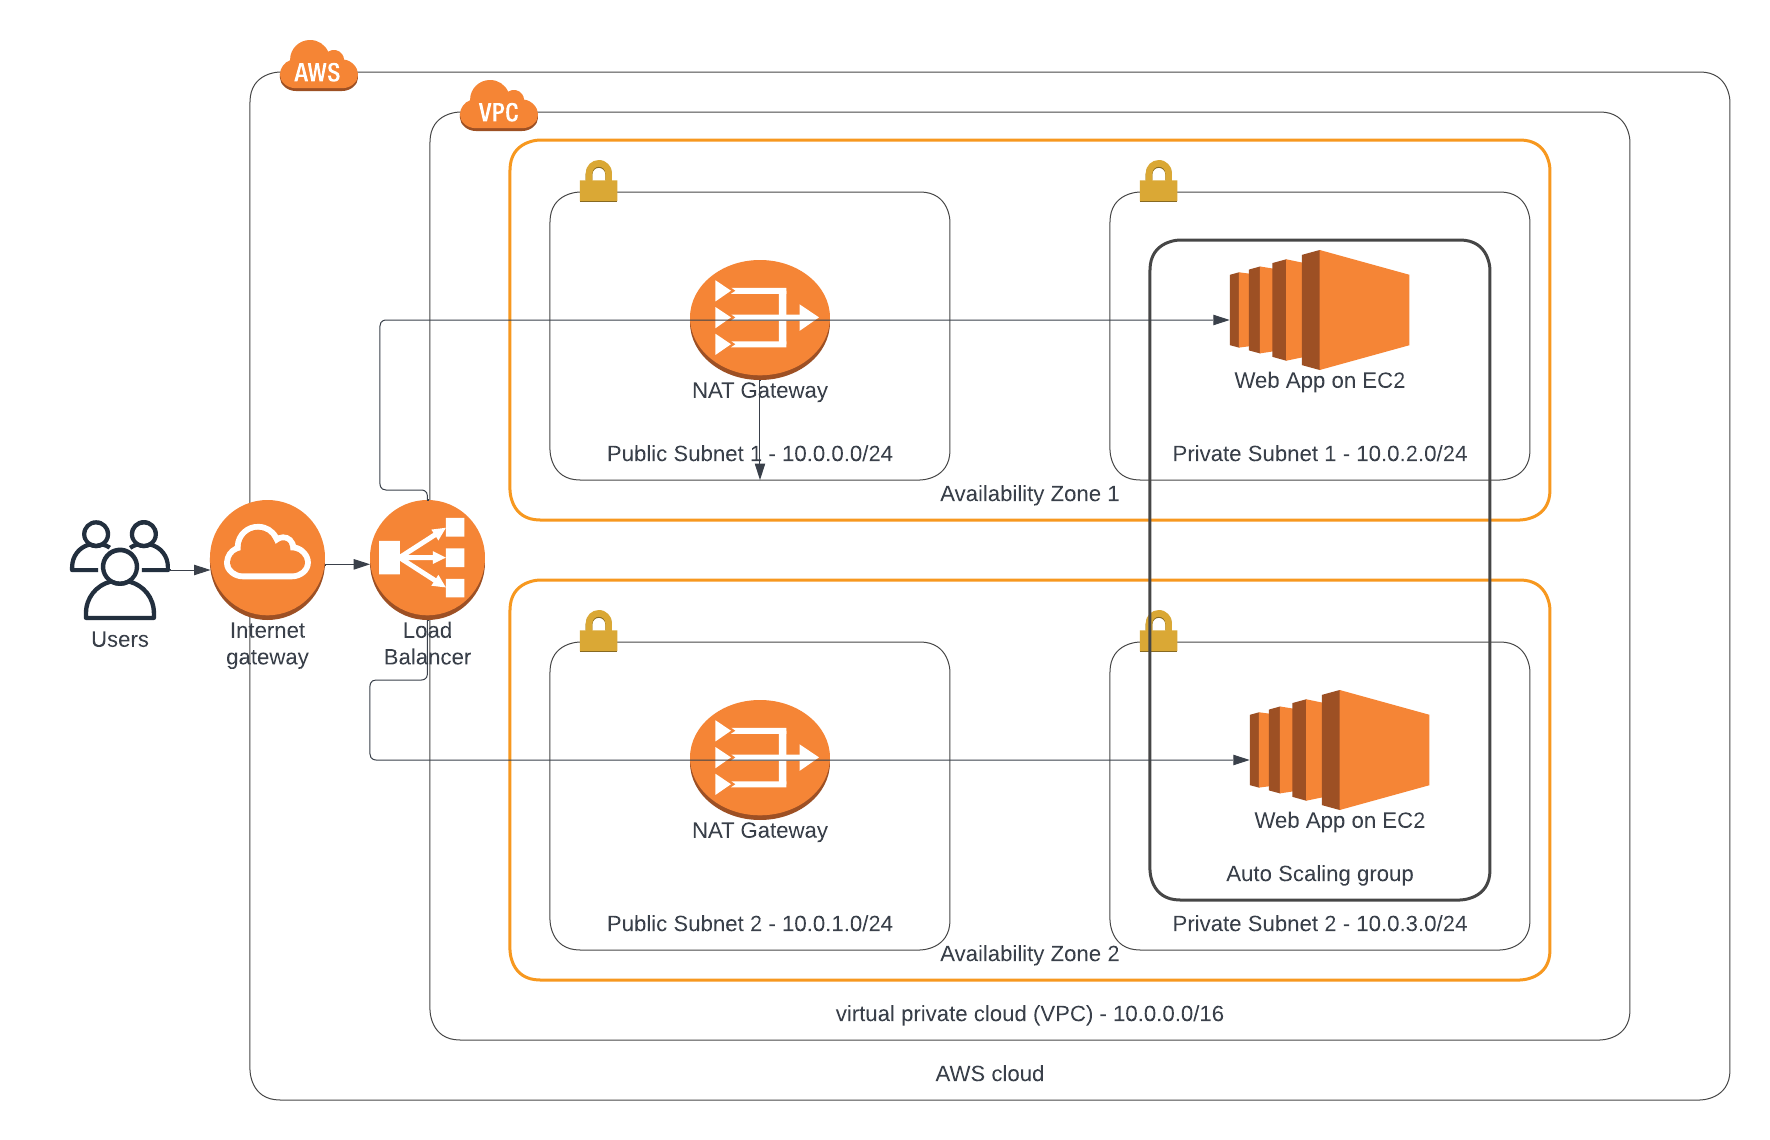 AWS
VPC
NAT Gateway
Web App on EC2
Public Subnet 1 - 10.0.0.0/24
Private Subnet 1 - 10.0.2.0/24
Availability Zone 1
Users
Internet
gateway
Load
Balancer
NAT Gateway
Web App on EC2
Auto Scaling group
Public Subnet 2 - 10.0.1.0/24
Private Subnet 2 - 10.0.3.0/24
Availability Zone 2
virtual private cloud (VPC) - 10.0.0.0/16
AWS cloud